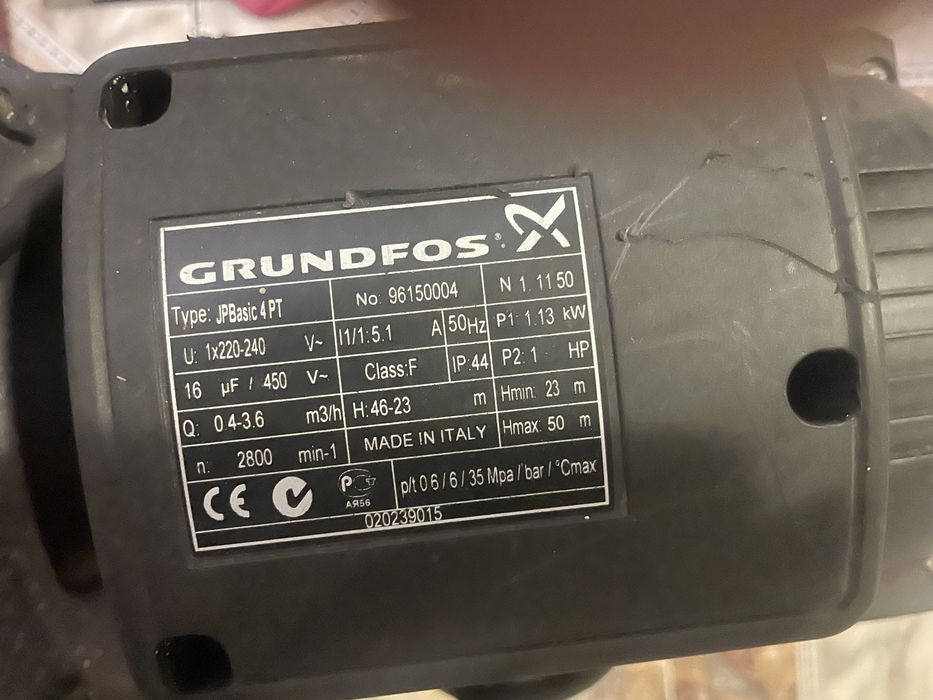 GRUNDFOS®
Type: JPBasic 4 PT No: 96150004 N 1. 11 50
U: 1x220-240 V~ I1/1:5.1 A 50Hz P1: 1.13 kW
16 µF / 450 V~ Class:F IP:44 P2: 1 HP
Q: 0.4-3.6 m3/h H:46-23 m Hmin: 23 m
n: 2800 min-1 MADE IN ITALY Hmax: 50 m
CE PCT p/t 0 6 / 6 / 35 Mpa / bar / °Cmax
АЯ56
020239015